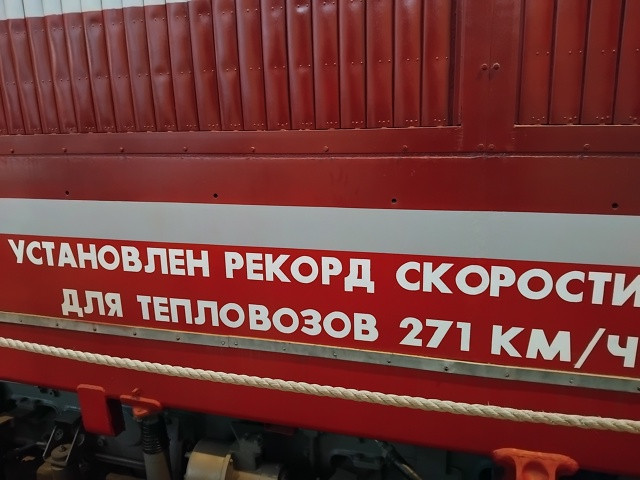 УСТАНОВЛЕН РЕКОРД СКОРОСТИ
ДЛЯ ТЕПЛОВОЗОВ 271 КМ/Ч